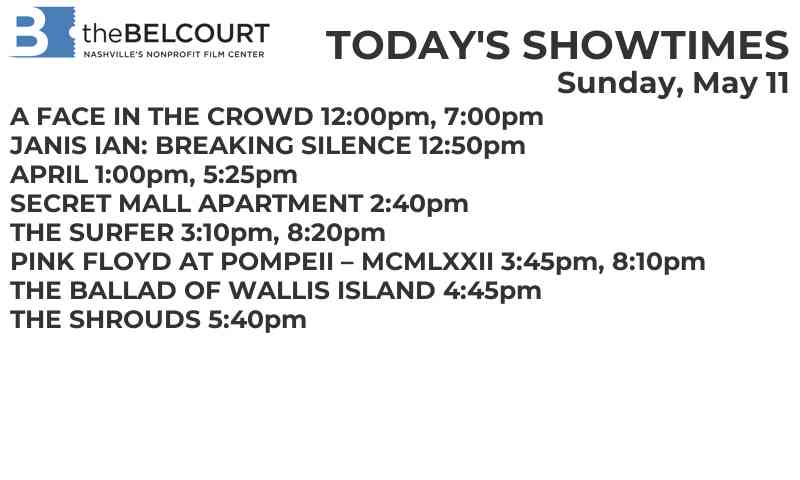 B theBELCOURT
NASHVILLE'S NONPROFIT FILM CENTER
TODAY'S SHOWTIMES
Sunday, May 11
A FACE IN THE CROWD 12:00pm, 7:00pm
JANIS IAN: BREAKING SILENCE 12:50pm
APRIL 1:00pm, 5:25pm
SECRET MALL APARTMENT 2:40pm
THE SURFER 3:10pm, 8:20pm
PINK FLOYD AT POMPEII – MCMLXXII 3:45pm, 8:10pm
THE BALLAD OF WALLIS ISLAND 4:45pm
THE SHROUDS 5:40pm